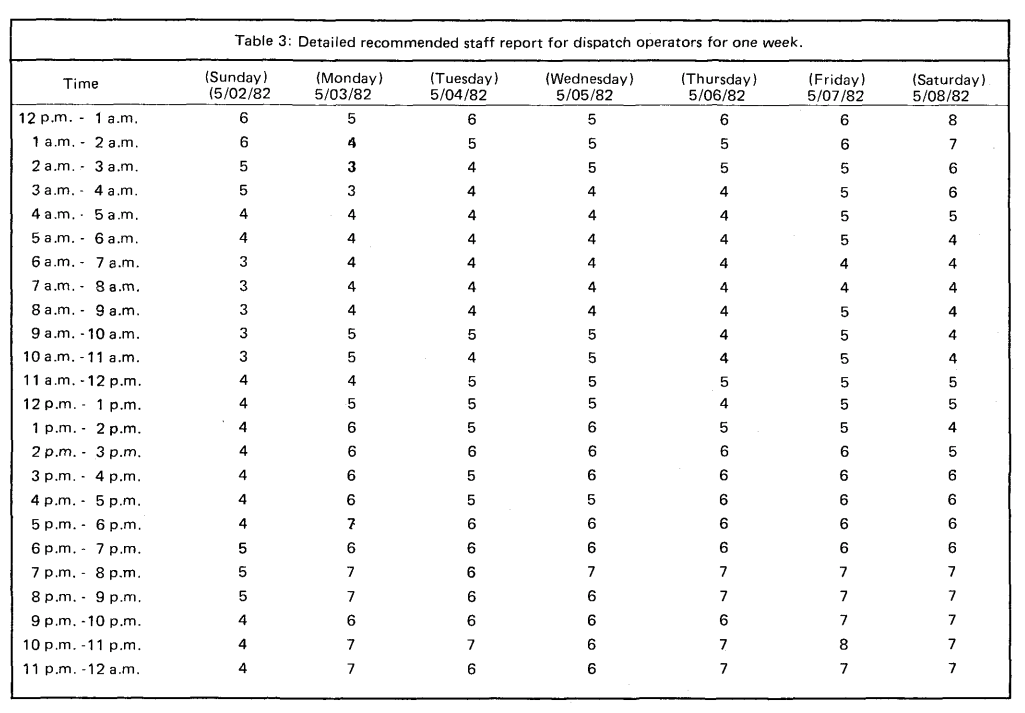 Table 3: Detailed recommended staff report for dispatch operators for one week.
Time (Sunday) (Monday) (Tuesday) (Wednesday) (Thursday) (Friday) (Saturday)
(5/02/82 5/03/82 5/04/82 5/05/82 5/06/82 5/07/82 5/08/82
12 p.m. - 1 a.m. 6 5 6 5 6 6 8
1 a.m. - 2 a.m. 6 4 5 5 5 6 7
2 a.m. - 3 a.m. 5 3 4 5 5 5 6
3 a.m. - 4 a.m. 5 3 4 4 4 5 6
4 a.m. - 5 a.m. 4 4 4 4 4 5 5
5 a.m. - 6 a.m. 4 4 4 4 4 5 4
6 a.m. - 7 a.m. 3 4 4 4 4 4 4
7 a.m. - 8 a.m. 3 4 4 4 4 4 4
8 a.m. - 9 a.m. 3 4 4 4 4 5 4
9 a.m. -10 a.m. 3 5 5 5 4 5 4
10 a.m. -11 a.m. 3 5 4 5 4 5 4
11 a.m. -12 p.m. 4 4 5 5 5 5 5
12 p.m. - 1 p.m. 4 5 5 5 4 5 5
1 p.m. - 2 p.m. 4 6 5 6 5 5 4
2 p.m. - 3 p.m. 4 6 6 6 6 6 5
3 p.m. - 4 p.m. 4 6 5 6 6 6 6
4 p.m. - 5 p.m. 4 6 5 5 6 6 6
5 p.m. - 6 p.m. 4 7 6 6 6 6 6
6 p.m. - 7 p.m. 5 6 6 6 6 6 6
7 p.m. - 8 p.m. 5 7 6 7 7 7 7
8 p.m. - 9 p.m. 5 7 6 6 7 7 7
9 p.m. -10 p.m. 4 6 6 6 6 7 7
10 p.m. -11 p.m. 4 7 7 6 7 8 7
11 p.m. -12 a.m. 4 7 6 6 7 7 7